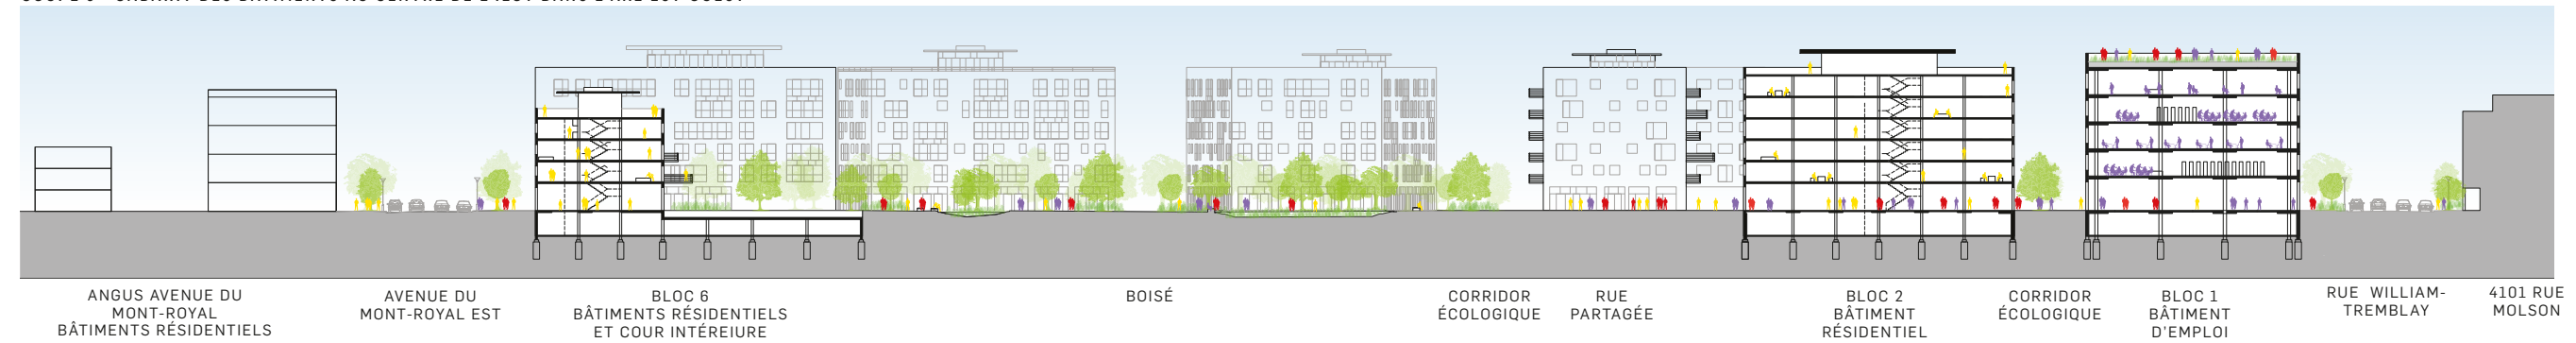 ANGUS AVENUE DU
MONT-ROYAL
BÂTIMENTS RÉSIDENTIELS
AVENUE DU
MONT-ROYAL EST
BLOC 6
BÂTIMENTS RÉSIDENTIELS
ET COUR INTÉREIURE
BOISÉ
CORRIDOR
ÉCOLOGIQUE
RUE
PARTAGÉE
BLOC 2
BÂTIMENT
RÉSIDENTIEL
CORRIDOR
ÉCOLOGIQUE
BLOC 1
BÂTIMENT
D'EMPLOI
RUE WILLIAM-
TREMBLAY
4101 RUE
MOLSON